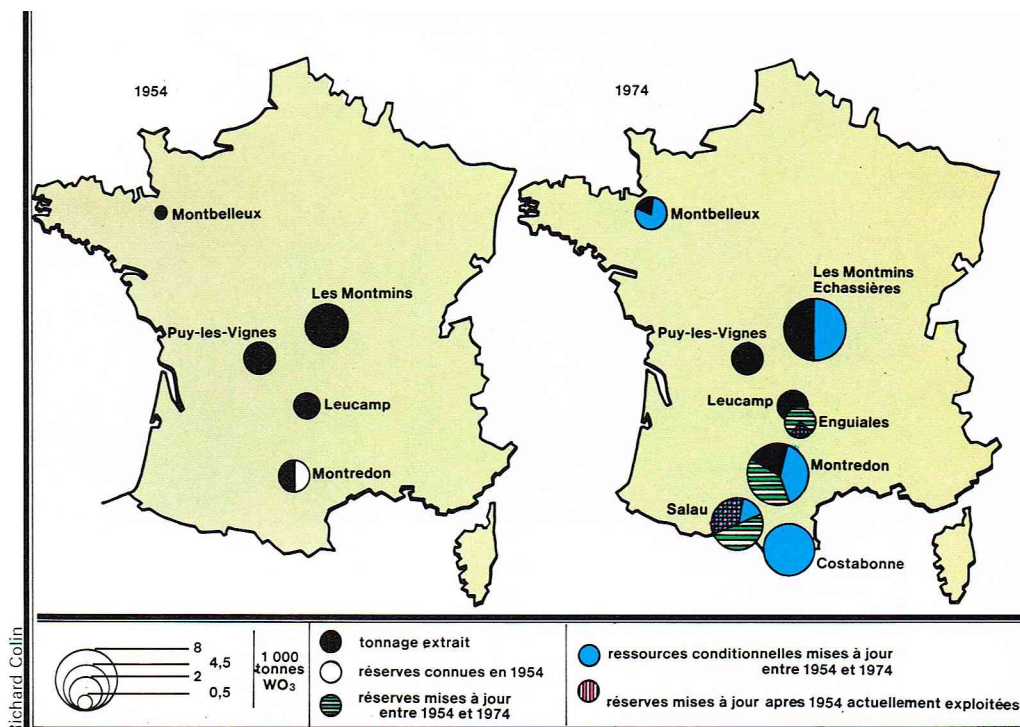 1954
Montbelleux
Les Montmins
Puy-les-Vignes
Leucamp
Montredon
1974
Montbelleux
Les Montmins
Echassières
Puy-les-Vignes
Leucamp
Enguiales
Montredon
Salau
Costabonne
Richard Colin
8
4,5
2
0,5
1 000
tonnes
WO₃
tonnage extrait
réserves connues en 1954
réserves mises à jour
entre 1954 et 1974
ressources conditionnelles mises à jour
entre 1954 et 1974
réserves mises à jour apres 1954 actuellement exploitées